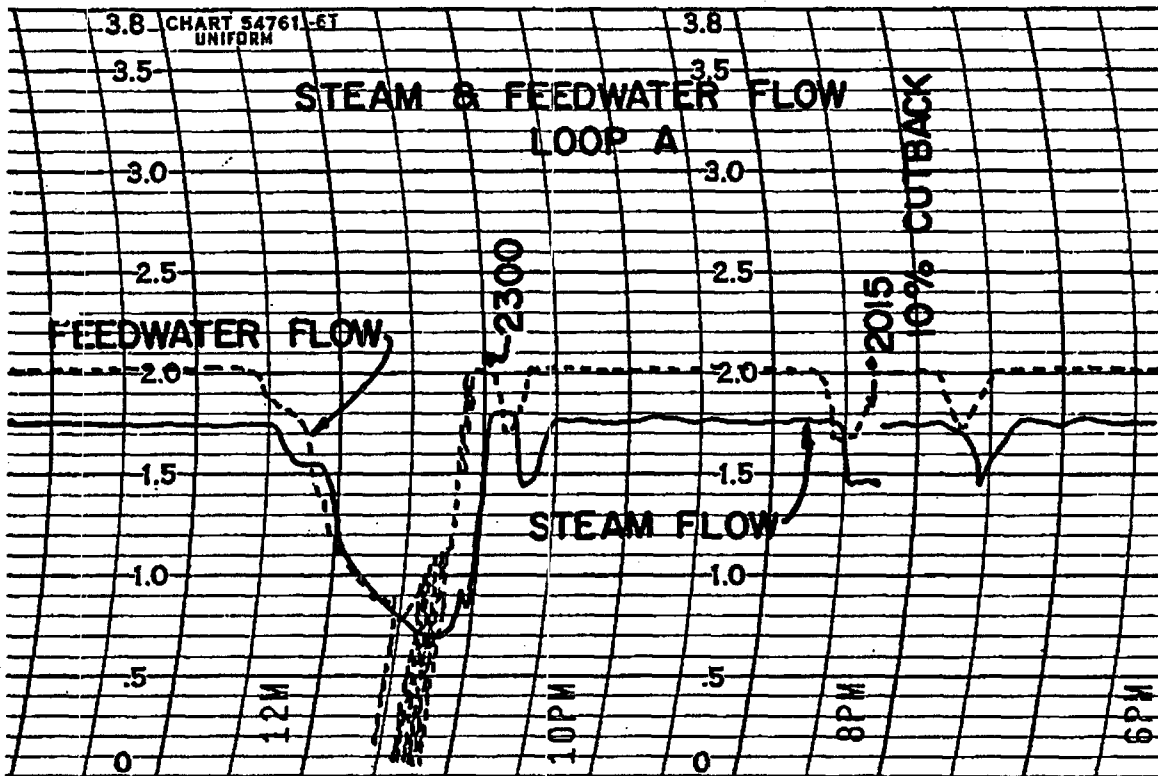 3.8 CHART 54761-ET 3.8
UNIFORM
3.5 3.5
STEAM & FEEDWATER FLOW
LOOP A
3.0 3.0
10% CUTBACK
2.5 2.5
2300
2015
FEEDWATER FLOW
2.0 2.0
1.5 1.5
STEAM FLOW
1.0 1.0
.5 .5
12M 10PM 8PM 6PM
0 0